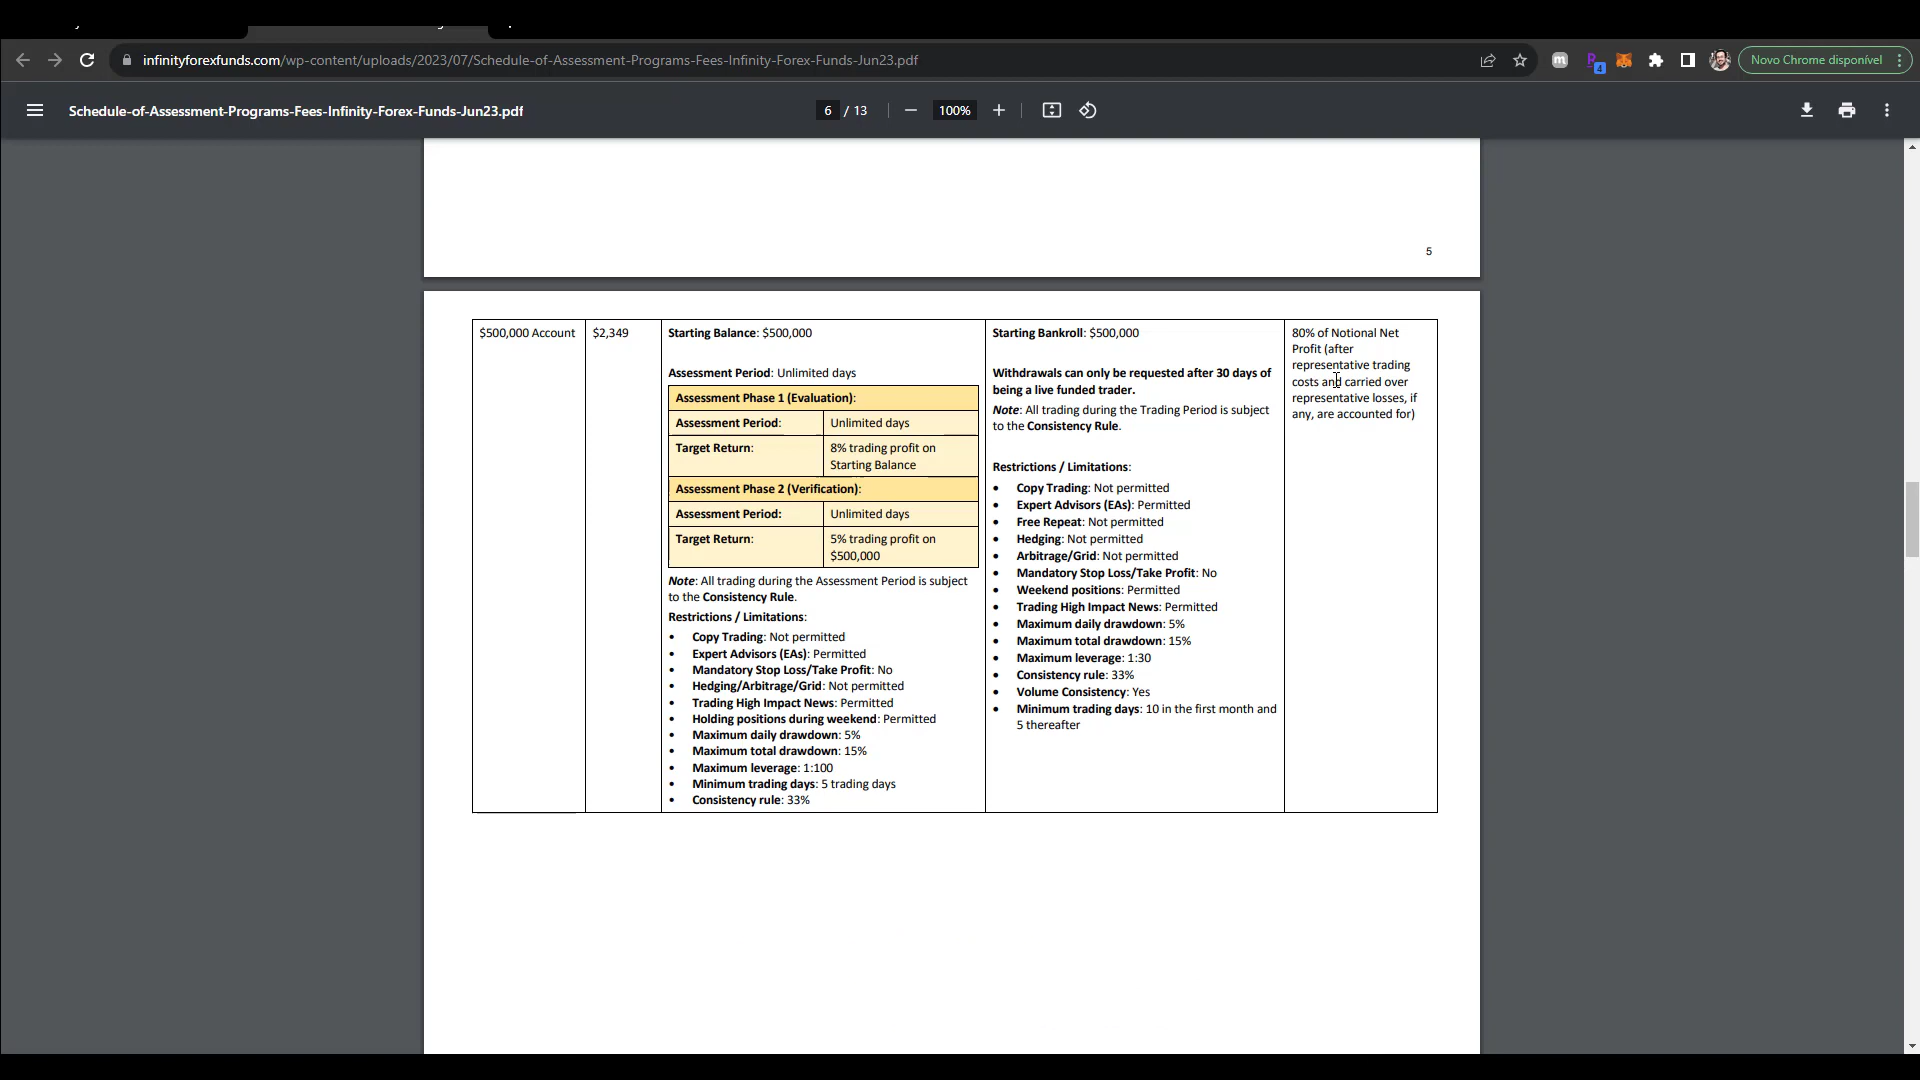 infinityforexfunds.com/wp-content/uploads/2023/07/Schedule-of-Assessment-Programs-Fees-Infinity-Forex-Funds-Jun23.pdf
4
Novo Chrome disponível
Schedule-of-Assessment-Programs-Fees-Infinity-Forex-Funds-Jun23.pdf
6 / 13
100%
5
$500,000 Account
$2,349
Starting Balance: $500,000
Assessment Period: Unlimited days
Assessment Phase 1 (Evaluation):
Assessment Period: Unlimited days
Target Return: 8% trading profit on
Starting Balance
Assessment Phase 2 (Verification):
Assessment Period: Unlimited days
Target Return: 5% trading profit on
$500,000
Note: All trading during the Assessment Period is subject
to the Consistency Rule.
Restrictions / Limitations:
• Copy Trading: Not permitted
• Expert Advisors (EAs): Permitted
• Mandatory Stop Loss/Take Profit: No
• Hedging/Arbitrage/Grid: Not permitted
• Trading High Impact News: Permitted
• Holding positions during weekend: Permitted
• Maximum daily drawdown: 5%
• Maximum total drawdown: 15%
• Maximum leverage: 1:100
• Minimum trading days: 5 trading days
• Consistency rule: 33%
Starting Bankroll: $500,000
Withdrawals can only be requested after 30 days of
being a live funded trader.
Note: All trading during the Trading Period is subject
to the Consistency Rule.
Restrictions / Limitations:
• Copy Trading: Not permitted
• Expert Advisors (EAs): Permitted
• Free Repeat: Not permitted
• Hedging: Not permitted
• Arbitrage/Grid: Not permitted
• Mandatory Stop Loss/Take Profit: No
• Weekend positions: Permitted
• Trading High Impact News: Permitted
• Maximum daily drawdown: 5%
• Maximum total drawdown: 15%
• Maximum leverage: 1:30
• Consistency rule: 33%
• Volume Consistency: Yes
• Minimum trading days: 10 in the first month and
5 thereafter
80% of Notional Net
Profit (after
representative trading
costs and carried over
representative losses, if
any, are accounted for)